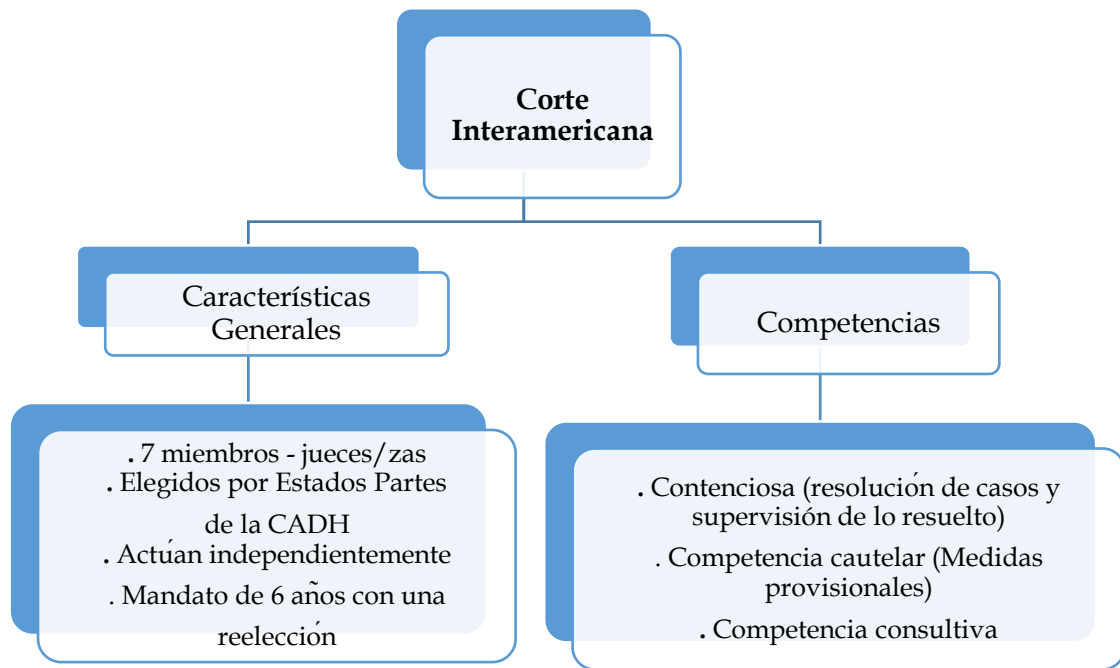 Corte
Interamericana
Característícas
Generales
Competencias
. 7 miembros - jueces/zas
. Elegidos por Estados Partes
de la CADH
. Actúan independientemente
. Mandato de 6 años con una
reelección
. Contenciosa (resolución de casos y
supervisión de lo resuelto)
. Competencia cautelar (Medidas
provisionales)
. Competencia consultiva